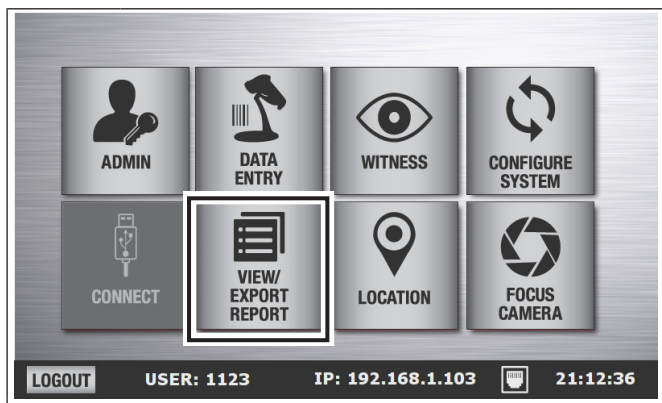 ADMIN
DATA
ENTRY
WITNESS
CONFIGURE
SYSTEM
CONNECT
VIEW/
EXPORT
REPORT
LOCATION
FOCUS
CAMERA
LOGOUT USER: 1123 IP: 192.168.1.103 21:12:36